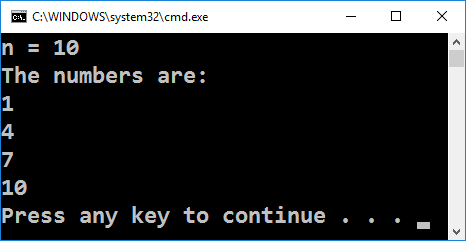 C:\WINDOWS\system32\cmd.exe
n = 10
The numbers are:
1
4
7
10
Press any key to continue . . .